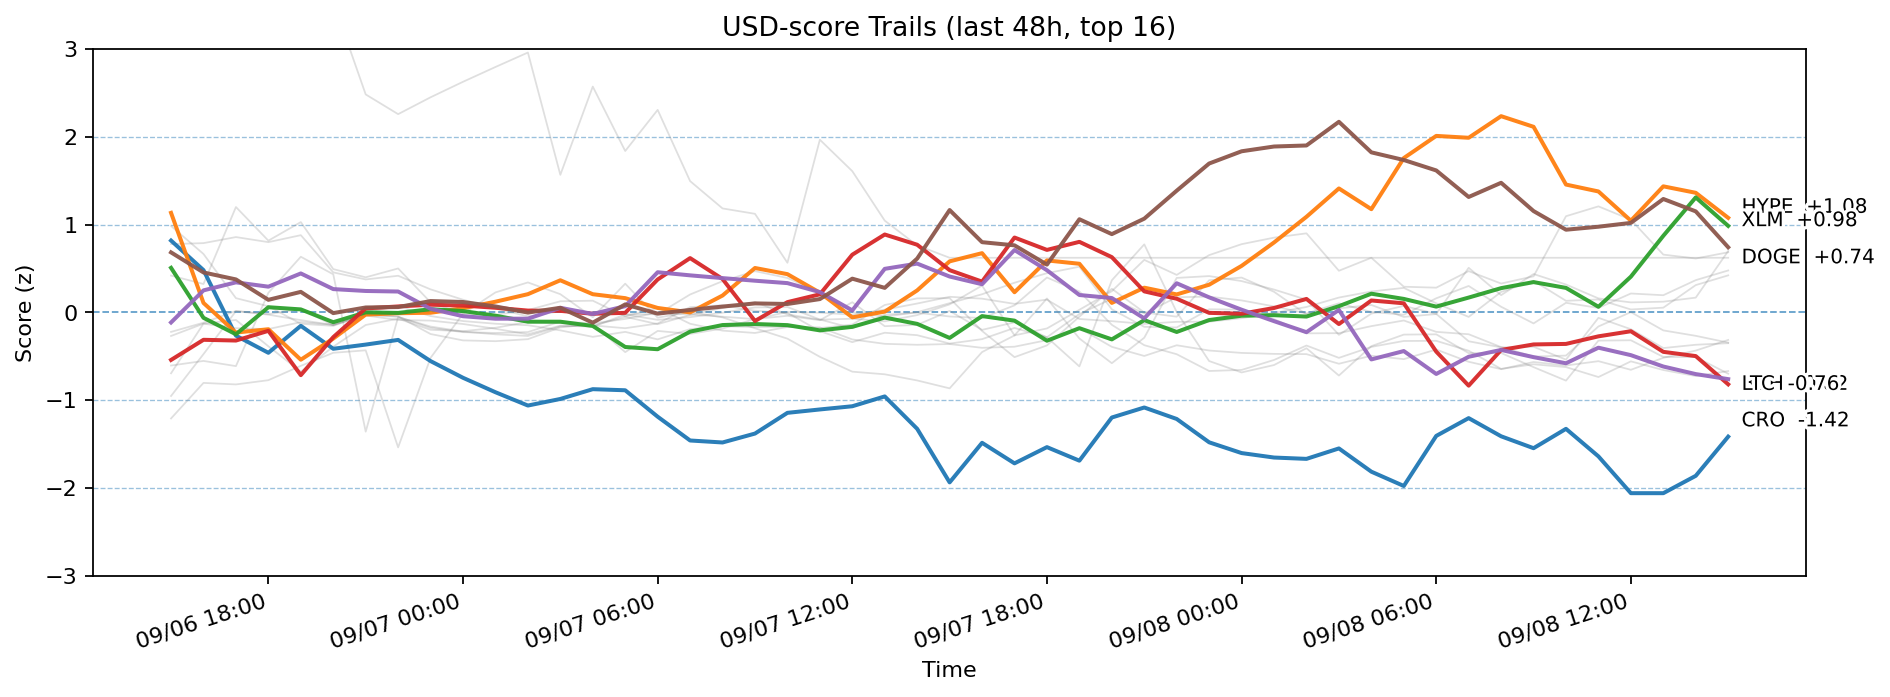 USD-score Trails (last 48h, top 16)
Score (z)
3
2
1
0
−1
−2
−3
HYPE +1.08
XLM +0.98
DOGE +0.74
CRO -1.42
09/06 18:00
09/07 00:00
09/07 06:00
09/07 12:00
09/07 18:00
09/08 00:00
09/08 06:00
09/08 12:00
Time